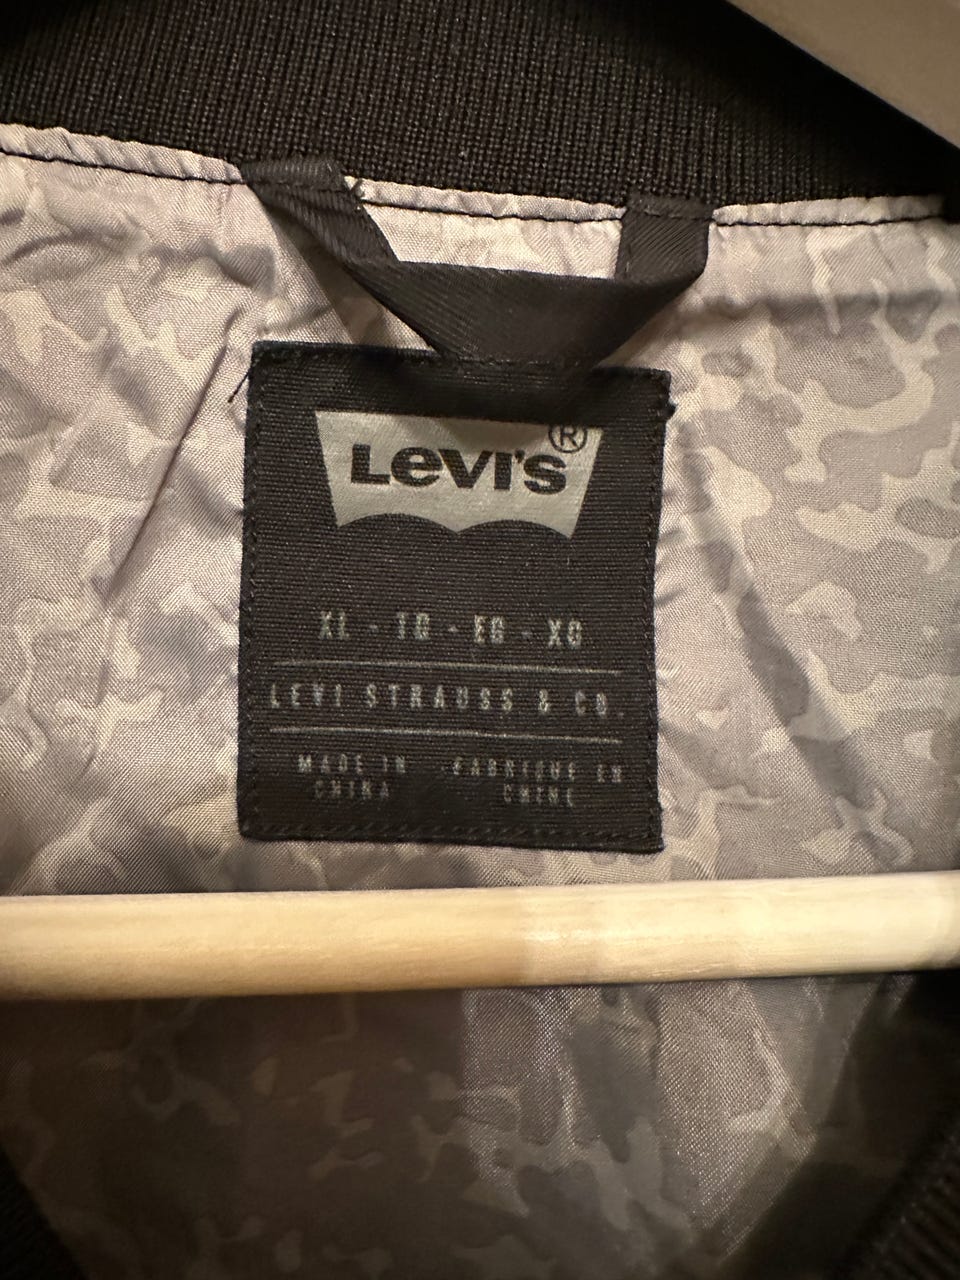 Levi's®
XL - TG - EG - XG
LEVI STRAUSS & CO.
MADE IN CHINA
FABRIQUÉ EN CHINE